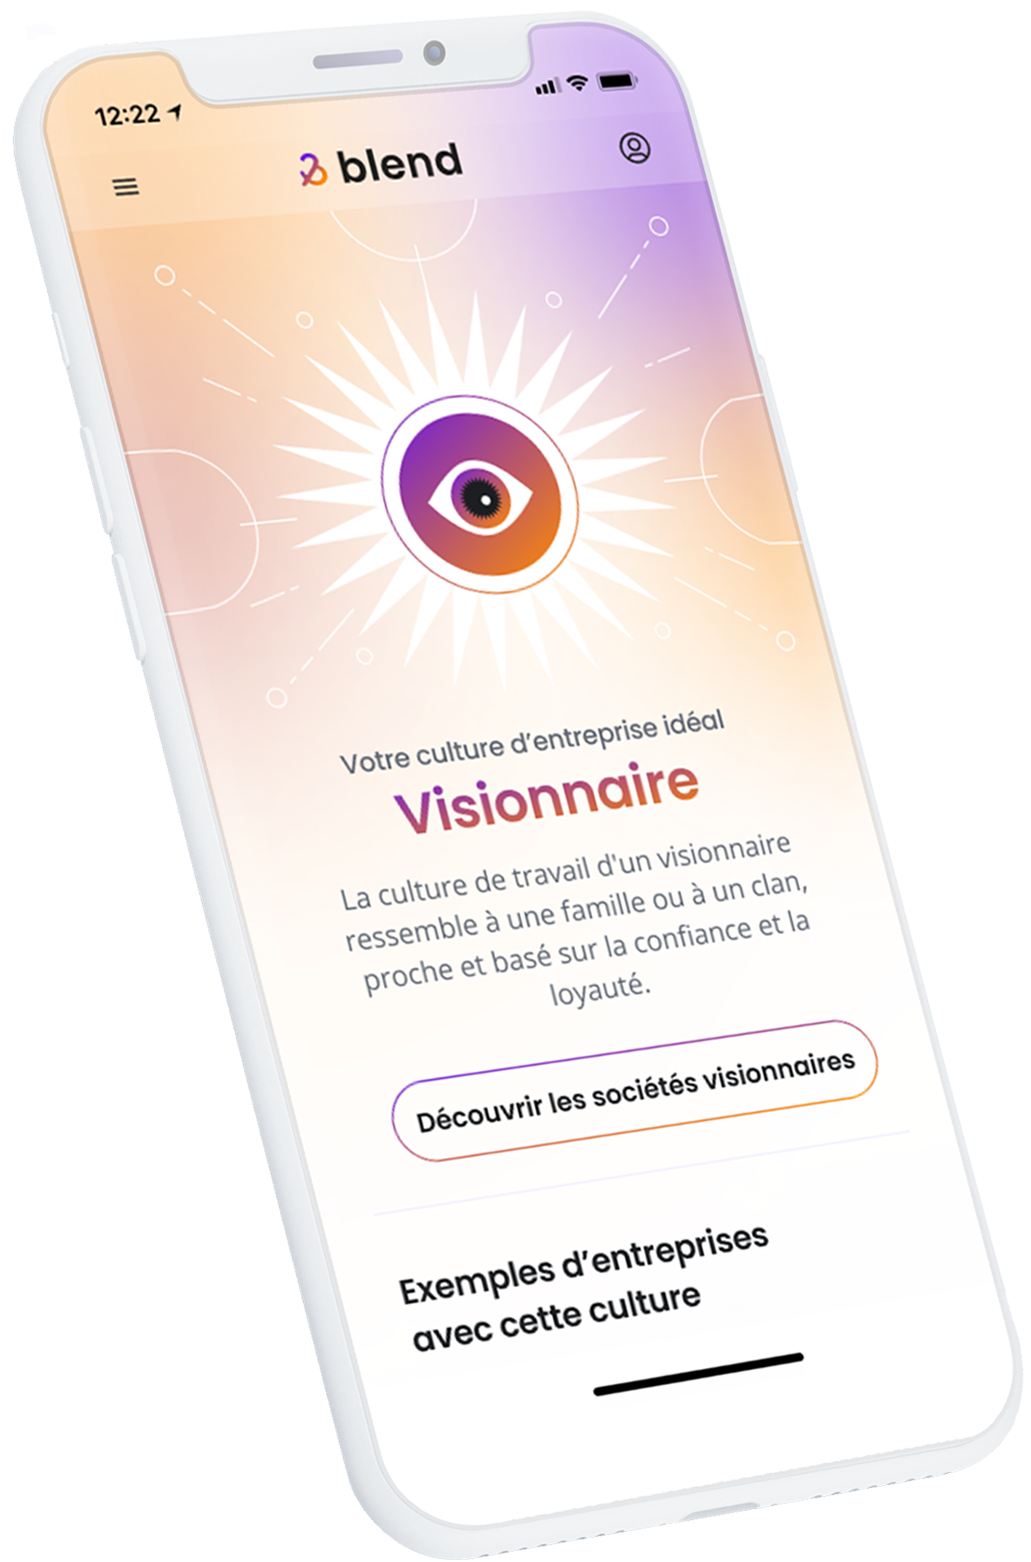 12:22
blend
Votre culture d'entreprise idéal
Visionnaire
La culture de travail d'un visionnaire
ressemble à une famille ou à un clan,
proche et basé sur la confiance et la
loyauté.
Découvrir les sociétés visionnaires
Exemples d'entreprises
avec cette culture